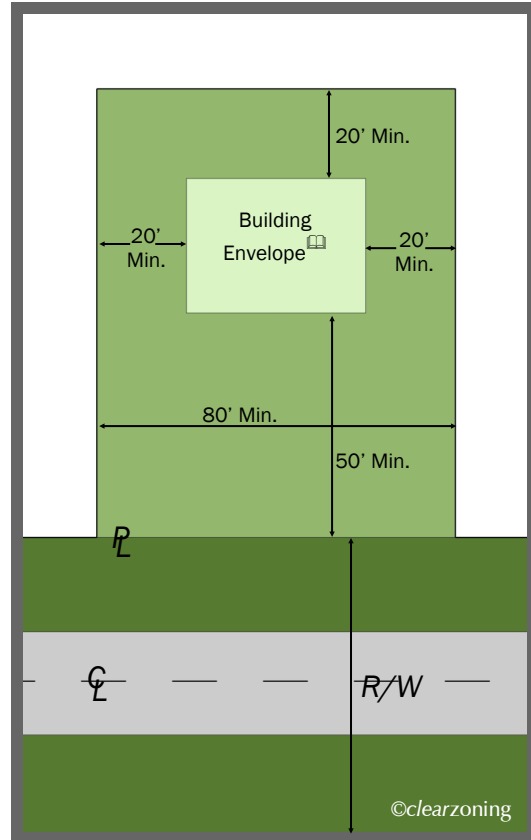 20' Min.
Building
Envelope
20'
Min.
20'
Min.
80' Min.
50' Min.
PL
CL
R/W
©clearzoning